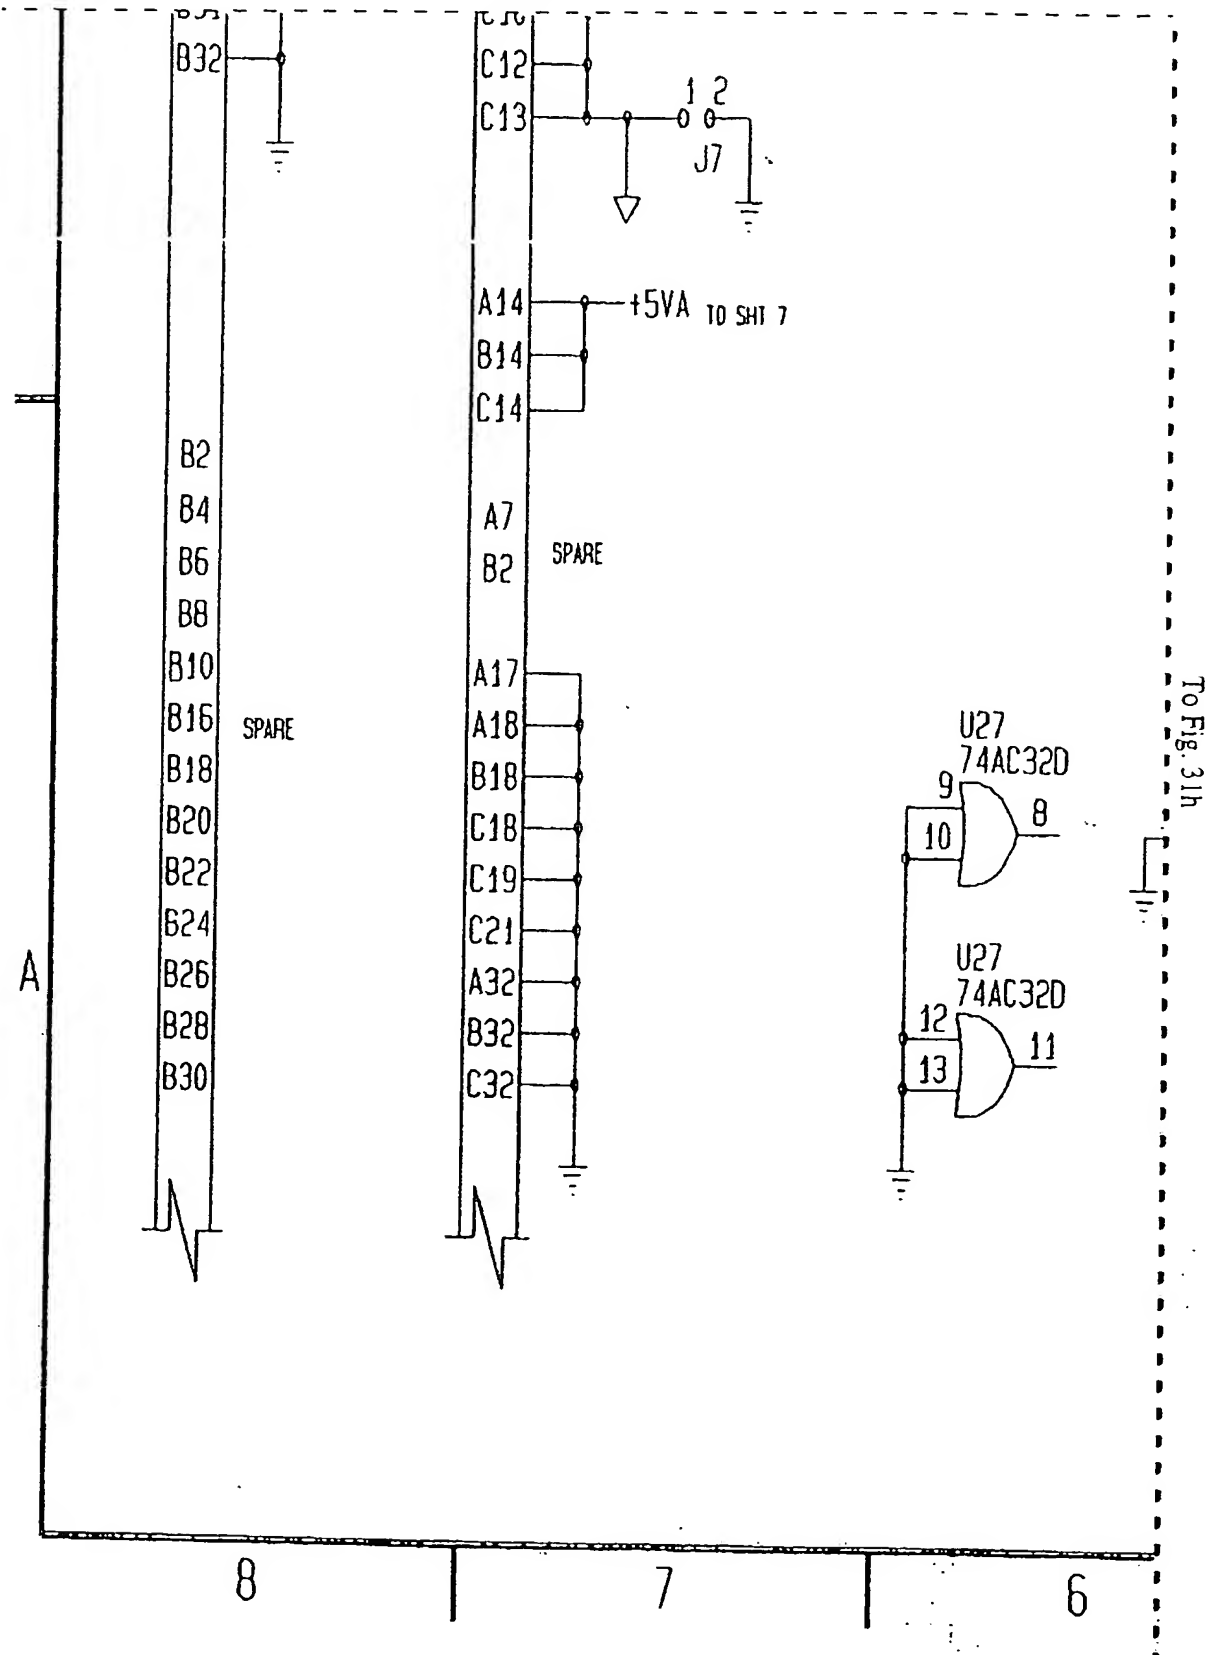 B32
C12
C13
1 2
J7
A14
+5VA TO SHT 7
B14
C14
B2
B4
B6
B8
B10
B16
B18
B20
B22
B24
B26
B28
B30
SPARE
A7
B2
SPARE
A17
A18
B18
C18
C19
C21
A32
B32
C32
U27
74AC32D
9
10
8
U27
74AC32D
12
13
11
To Fig. 31h
A
8
7
6